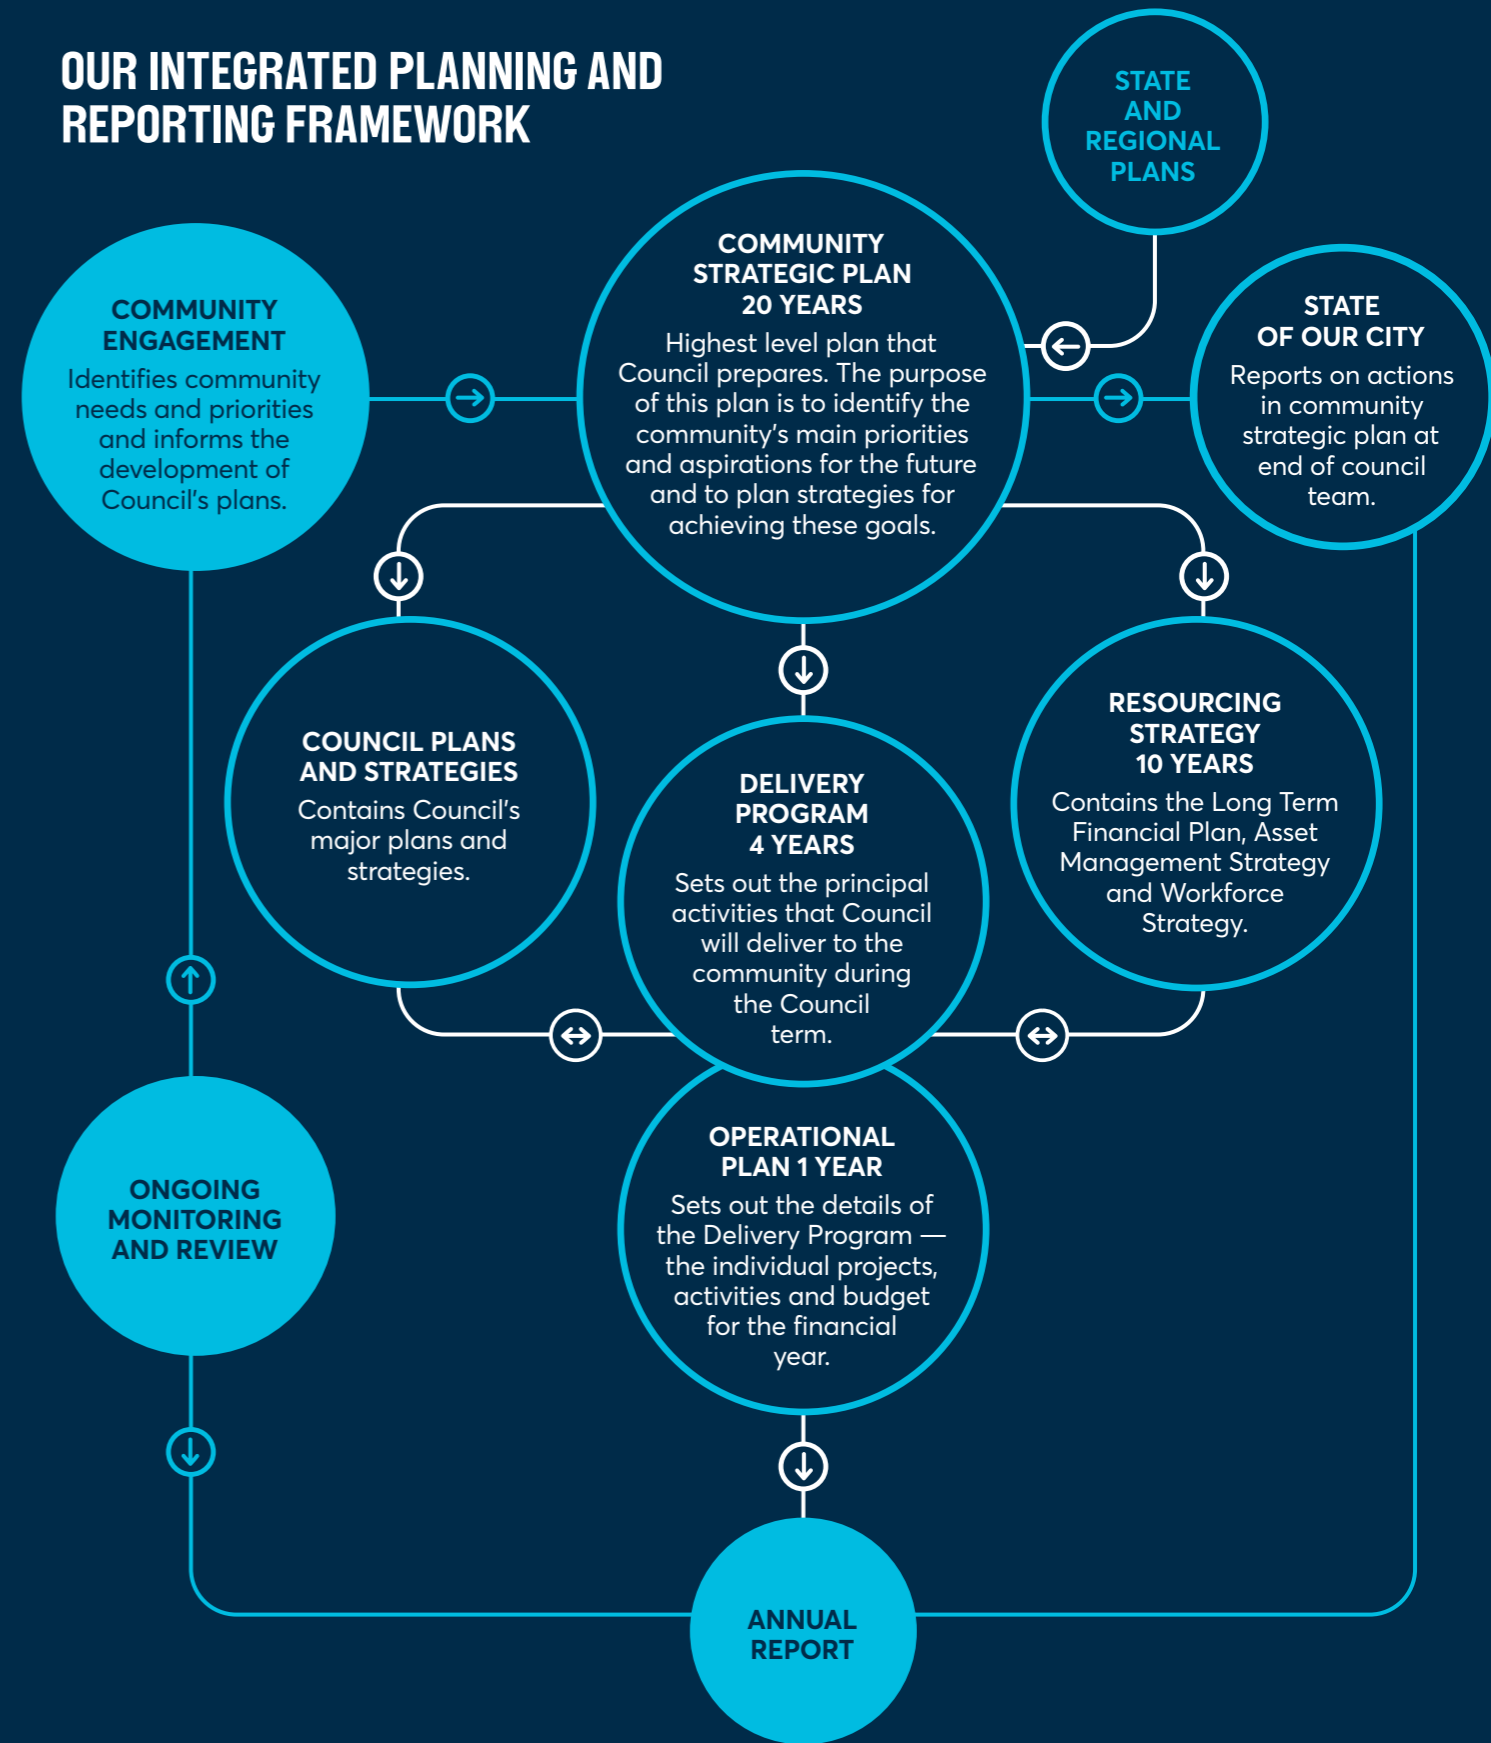 OUR INTEGRATED PLANNING AND
REPORTING FRAMEWORK
STATE
AND
REGIONAL
PLANS
COMMUNITY
STRATEGIC PLAN
20 YEARS
Highest level plan that
Council prepares. The purpose
of this plan is to identify the
community's main priorities
and aspirations for the future
and to plan strategies for
achieving these goals.
COMMUNITY
ENGAGEMENT
Identifies community
needs and priorities
and informs the
development of
Council's plans.
STATE
OF OUR CITY
Reports on actions
in community
strategic plan at
end of council
team.
COUNCIL PLANS
AND STRATEGIES
Contains Council's
major plans and
strategies.
DELIVERY
PROGRAM
4 YEARS
Sets out the principal
activities that Council
will deliver to the
community during
the Council
term.
RESOURCING
STRATEGY
10 YEARS
Contains the Long Term
Financial Plan, Asset
Management Strategy
and Workforce
Strategy.
OPERATIONAL
PLAN 1 YEAR
Sets out the details of
the Delivery Program —
the individual projects,
activities and budget
for the financial
year.
ONGOING
MONITORING
AND REVIEW
ANNUAL
REPORT